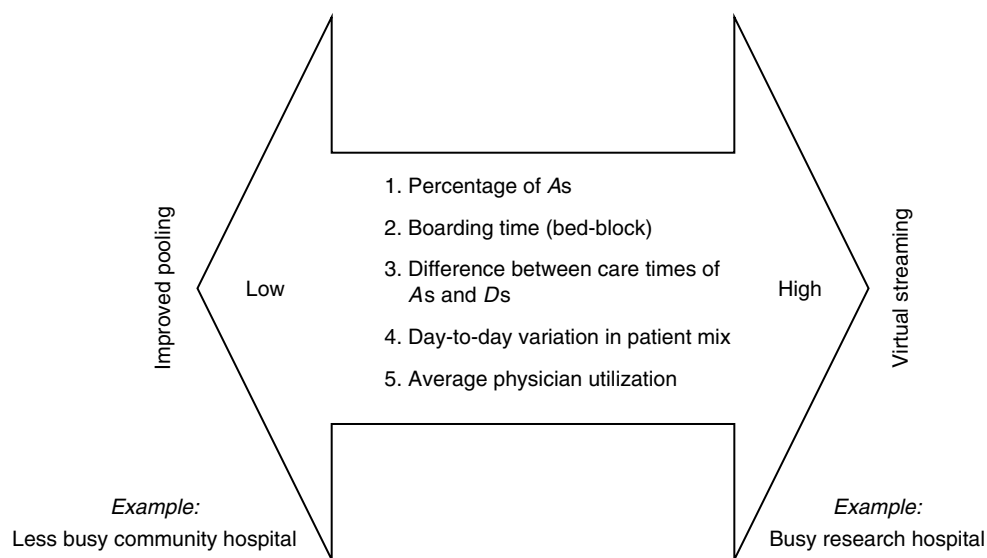 Improved pooling
Low
1. Percentage of As
2. Boarding time (bed-block)
3. Difference between care times of
As and Ds
4. Day-to-day variation in patient mix
5. Average physician utilization
High
Virtual streaming
Example:
Less busy community hospital
Example:
Busy research hospital